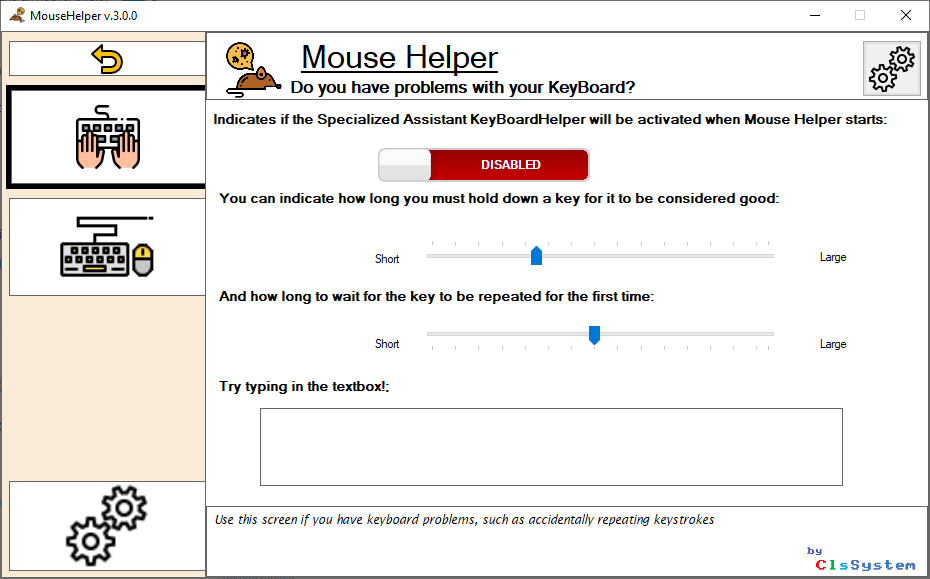 MouseHelper v.3.0.0
Mouse Helper
Do you have problems with your KeyBoard?
Indicates if the Specialized Assistant KeyBoardHelper will be activated when Mouse Helper starts:
DISABLED
You can indicate how long you must hold down a key for it to be considered good:
Short
Large
And how long to wait for the key to be repeated for the first time:
Short
Large
Try typing in the textbox!;
Use this screen if you have keyboard problems, such as accidentally repeating keystrokes
by
ClsSystem